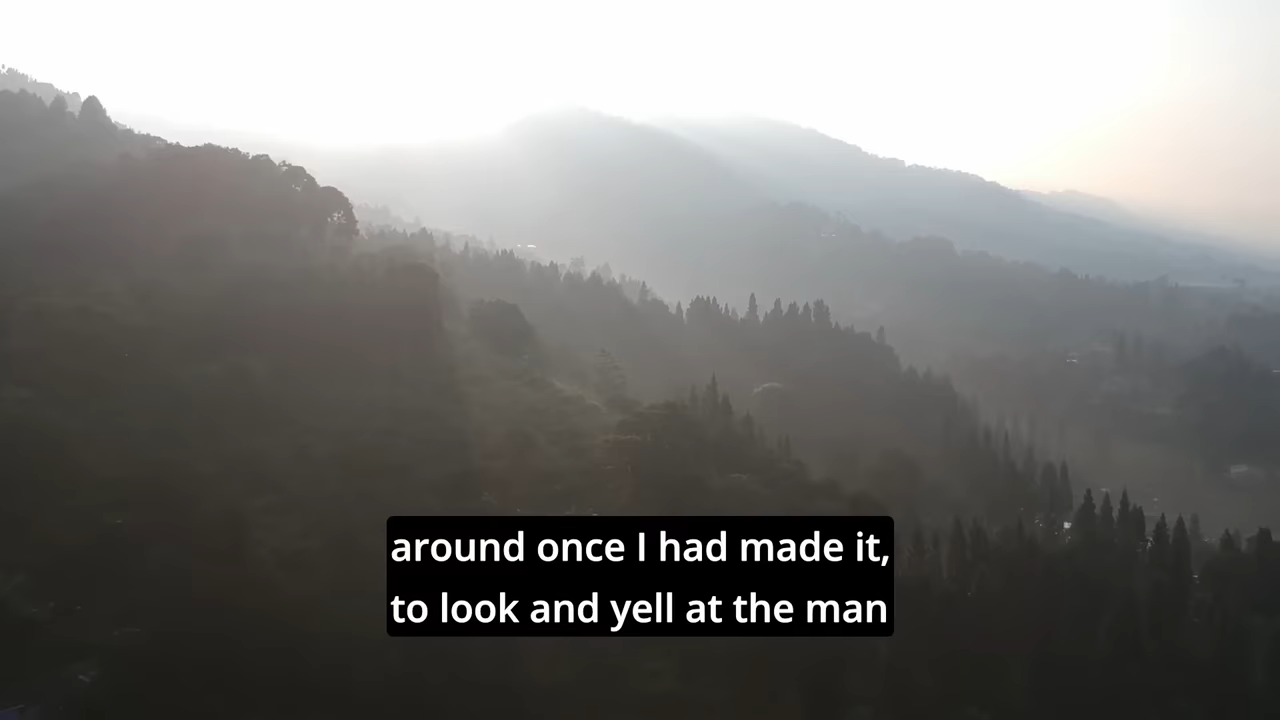 around once I had made it,
to look and yell at the man